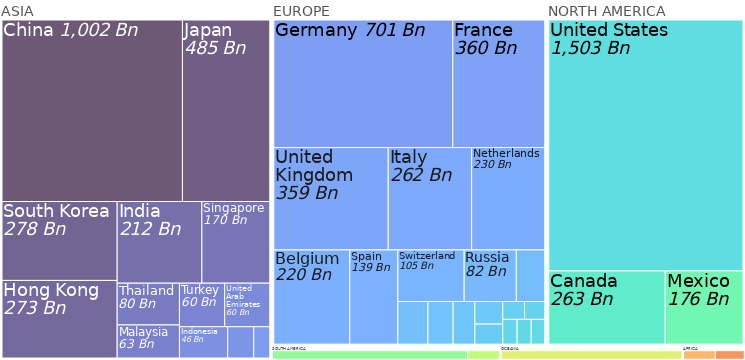 ASIA
China 1,002 Bn
Japan
485 Bn
South Korea
278 Bn
India
212 Bn
Singapore
170 Bn
Hong Kong
273 Bn
Thailand
80 Bn
Turkey
60 Bn
United
Arab
Emirates
60 Bn
Malaysia
63 Bn
Indonesia
46 Bn
EUROPE
Germany 701 Bn
France
360 Bn
United
Kingdom
359 Bn
Italy
262 Bn
Netherlands
230 Bn
Belgium
220 Bn
Spain
139 Bn
Switzerland
105 Bn
Russia
82 Bn
NORTH AMERICA
United States
1,503 Bn
Canada
263 Bn
Mexico
176 Bn
SOUTH AMERICA
OCEANIA
AFRICA